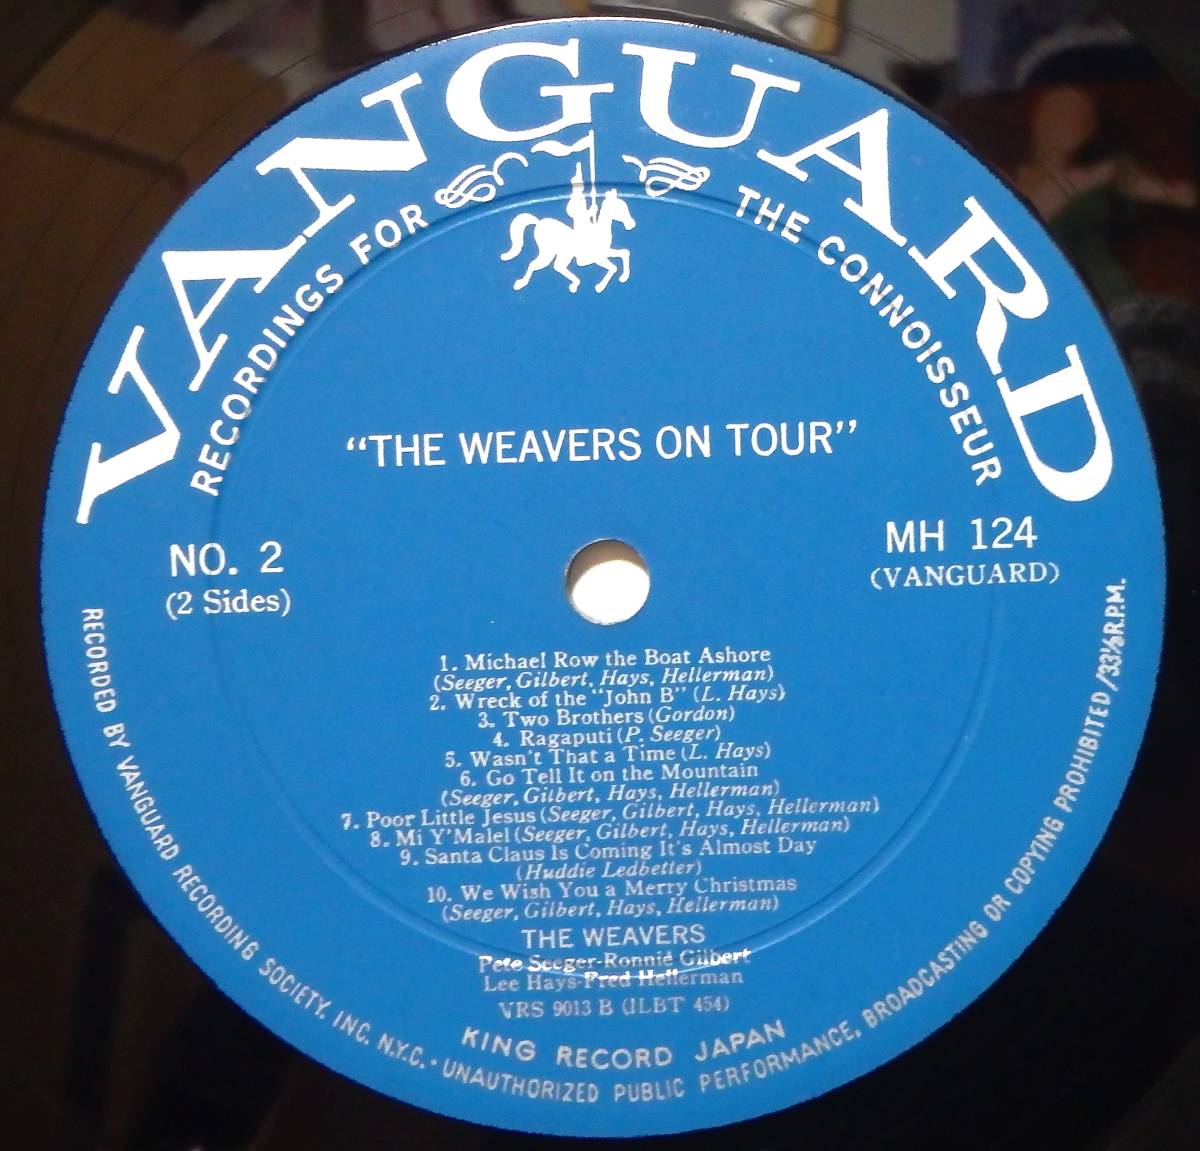 VANGUARD
RECORDINGS FOR THE CONNOISSEUR
"THE WEAVERS ON TOUR"
NO. 2
(2 Sides)
MH 124
(VANGUARD)
1. Michael Row the Boat Ashore
(Seeger, Gilbert, Hays, Hellerman)
2. Wreck of the "John B" (L. Hays)
3. Two Brothers (Gordon)
4. Ragaputi (P. Seeger)
5. Wasn't That a Time (L. Hays)
6. Go Tell It on the Mountain
(Seeger, Gilbert, Hays, Hellerman)
7. Poor Little Jesus (Seeger, Gilbert, Hays, Hellerman)
8. Mi Y'Malel (Seeger, Gilbert, Hays, Hellerman)
9. Santa Claus Is Coming It's Almost Day
(Huddie Ledbetter)
10. We Wish You a Merry Christmas
(Seeger, Gilbert, Hays, Hellerman)
THE WEAVERS
Pete Seeger-Ronnie Gilbert
Lee Hays-Fred Hellerman
VRS 9013 B (ILBT 454)
KING RECORD JAPAN
RECORDED BY VANGUARD RECORDING SOCIETY, INC. N.Y.C. • UNAUTHORIZED PUBLIC PERFORMANCE, BROADCASTING OR COPYING PROHIBITED / 33⅓ R.P.M.